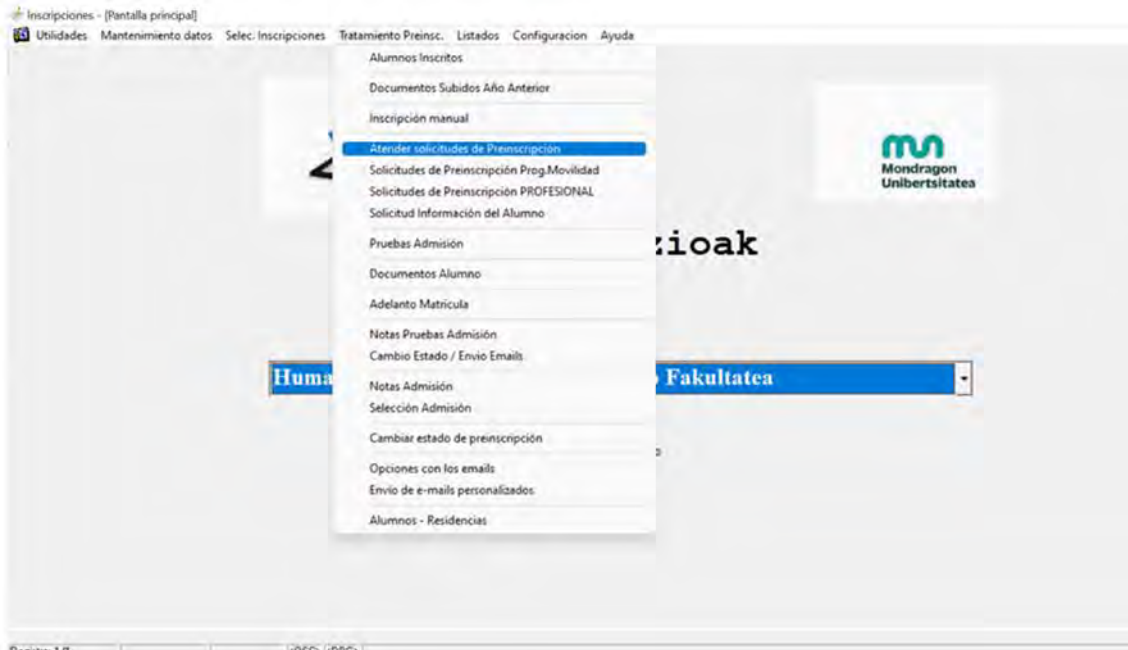 Inscripciones - [Pantalla principal]
Utilidades Mantenimiento datos Selec. Inscripciones Tratamiento Preinsc. Listados Configuracion Ayuda
Alumnos Inscritos
Documentos Subidos Año Anterior
Inscripción manual
Atender solicitudes de Preinscripción
Solicitudes de Preinscripción Prog.Movilidad
Solicitudes de Preinscripción PROFESIONAL
Solicitud Información del Alumno
Pruebas Admisión
Documentos Alumno
Adelanto Matricula
Notas Pruebas Admisión
Cambio Estado / Envio Emails
Notas Admisión
Selección Admisión
Cambiar estado de preinscripción
Opciones con los emails
Envio de e-mails personalizados
Alumnos - Residencias
Mondragon
Unibertsitatea
zioak
Huma
Fakultatea